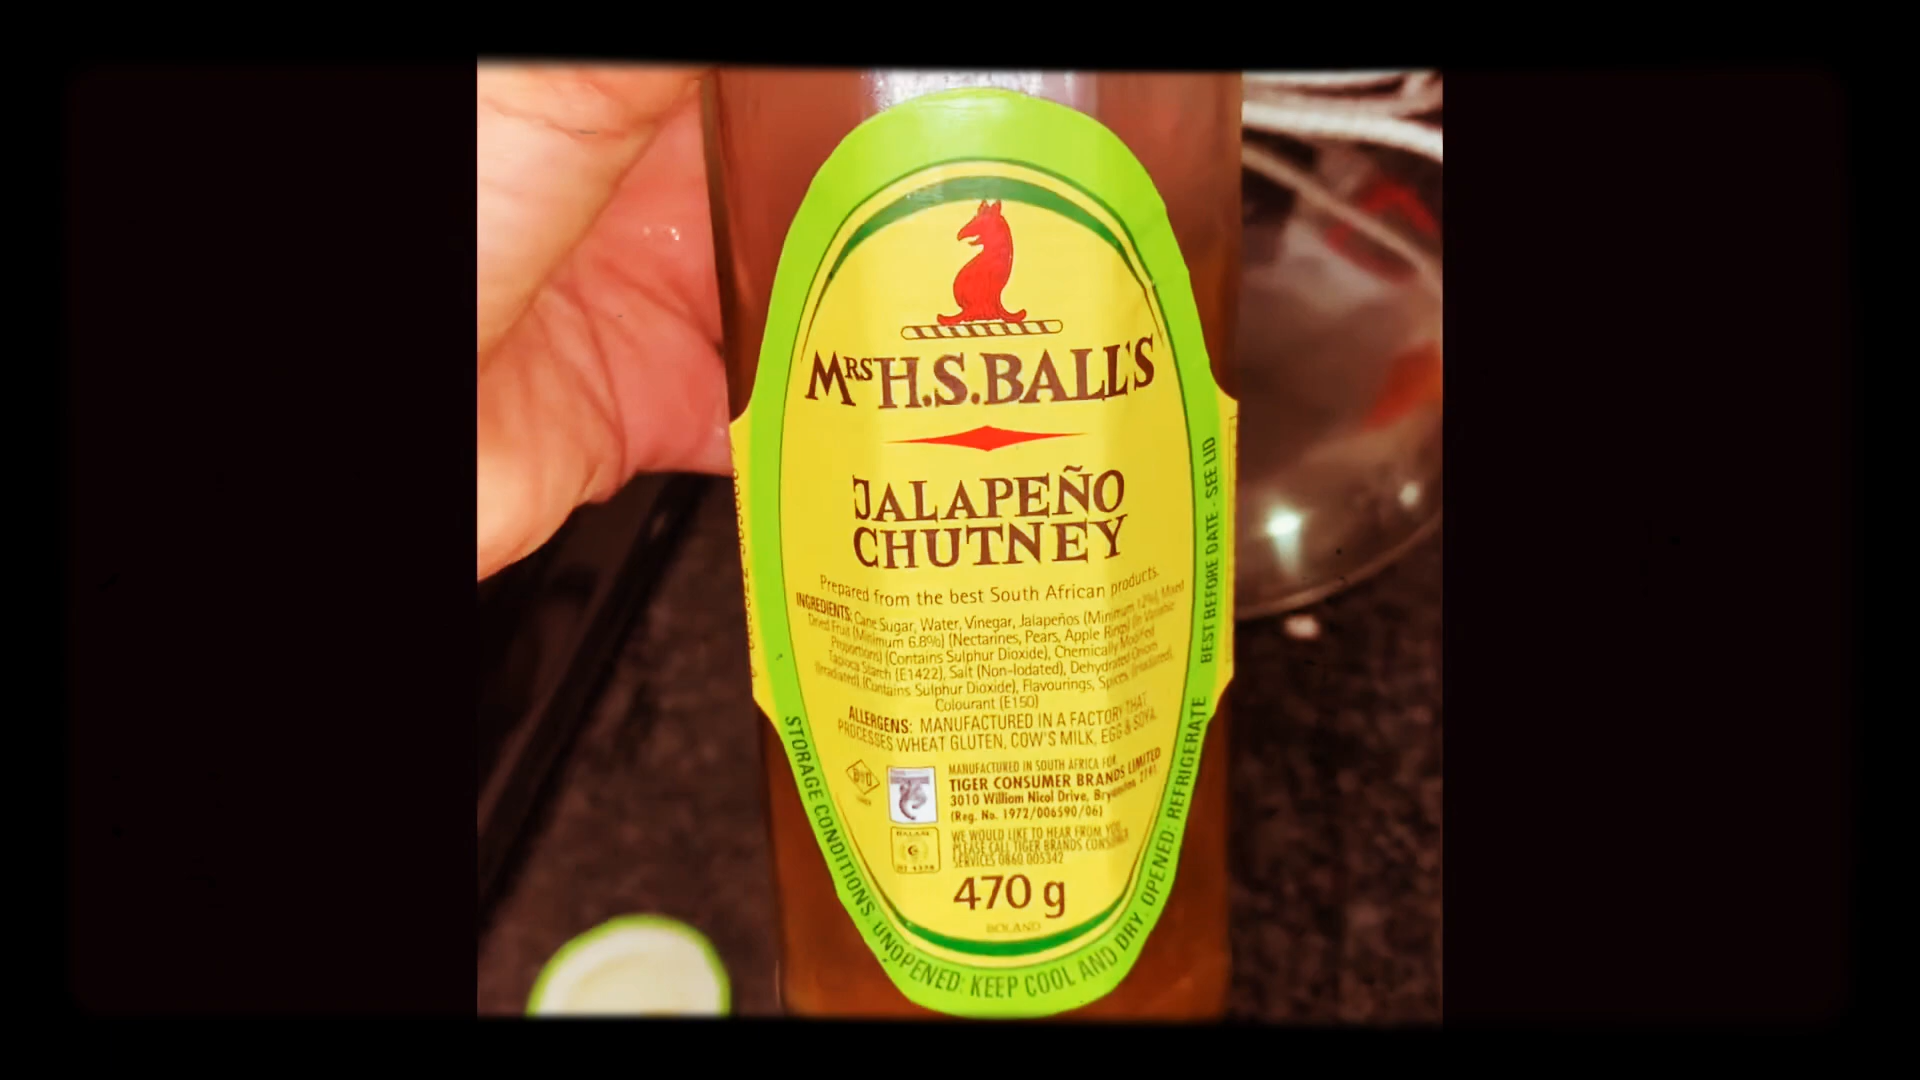 MRS H.S.BALL'S
JALAPEÑO
CHUTNEY
Prepared from the best South African products.
INGREDIENTS: Cane Sugar, Water, Vinegar, Jalapeños (Minimum 12%), Mixed
Dried Fruit (Minimum 6.8%) (Nectarines, Pears, Apple Rings) (In Variable
Proportions) (Contains Sulphur Dioxide), Chemically Modified
Tapioca Starch (E1422), Salt (Non-Iodated), Dehydrated Onions
(Irradiated) (Contains Sulphur Dioxide), Flavourings, Spices (Irradiated),
Colourant (E150)
ALLERGENS: MANUFACTURED IN A FACTORY THAT
PROCESSES WHEAT GLUTEN, COW'S MILK, EGG & SOYA.
MANUFACTURED IN SOUTH AFRICA FOR
TIGER CONSUMER BRANDS LIMITED
3010 William Nicol Drive, Bryanston, 2191.
(Reg. No. 1972/006590/06)
WE WOULD LIKE TO HEAR FROM YOU
PLEASE CALL TIGER BRANDS CONSUMER
SERVICES 0860 005342
470 g
BOLAND
STORAGE CONDITIONS: UNOPENED: KEEP COOL AND DRY. OPENED: REFRIGERATE
BEST BEFORE DATE - SEE LID